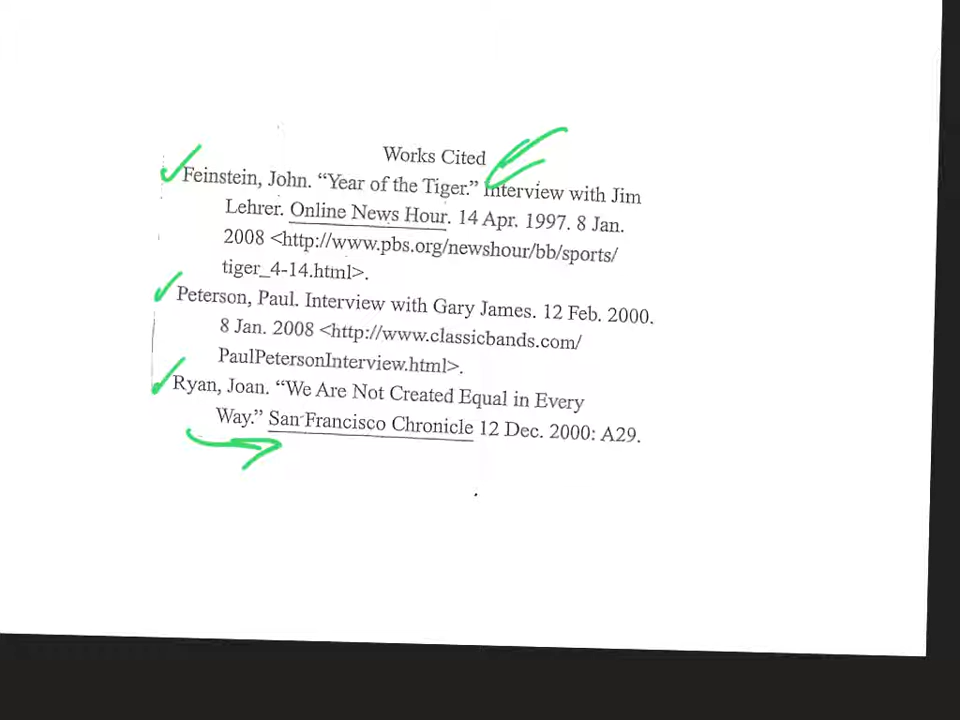 Works Cited
Feinstein, John. “Year of the Tiger.” Interview with Jim
Lehrer. Online News Hour. 14 Apr. 1997. 8 Jan.
2008 <http://www.pbs.org/newshour/bb/sports/
tiger_4-14.html>.
Peterson, Paul. Interview with Gary James. 12 Feb. 2000.
8 Jan. 2008 <http://www.classicbands.com/
PaulPetersonInterview.html>.
Ryan, Joan. “We Are Not Created Equal in Every
Way.” San Francisco Chronicle 12 Dec. 2000: A29.